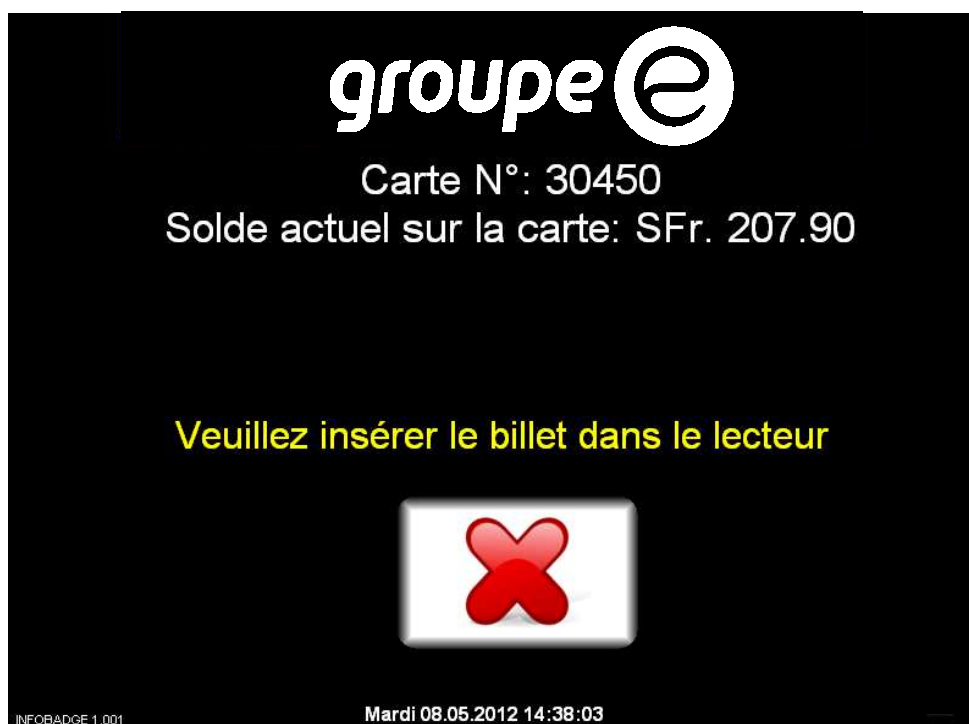 groupe e
Carte N°: 30450
Solde actuel sur la carte: SFr. 207.90
Veuillez insérer le billet dans le lecteur
INFOBADGE 1.001
Mardi 08.05.2012 14:38:03